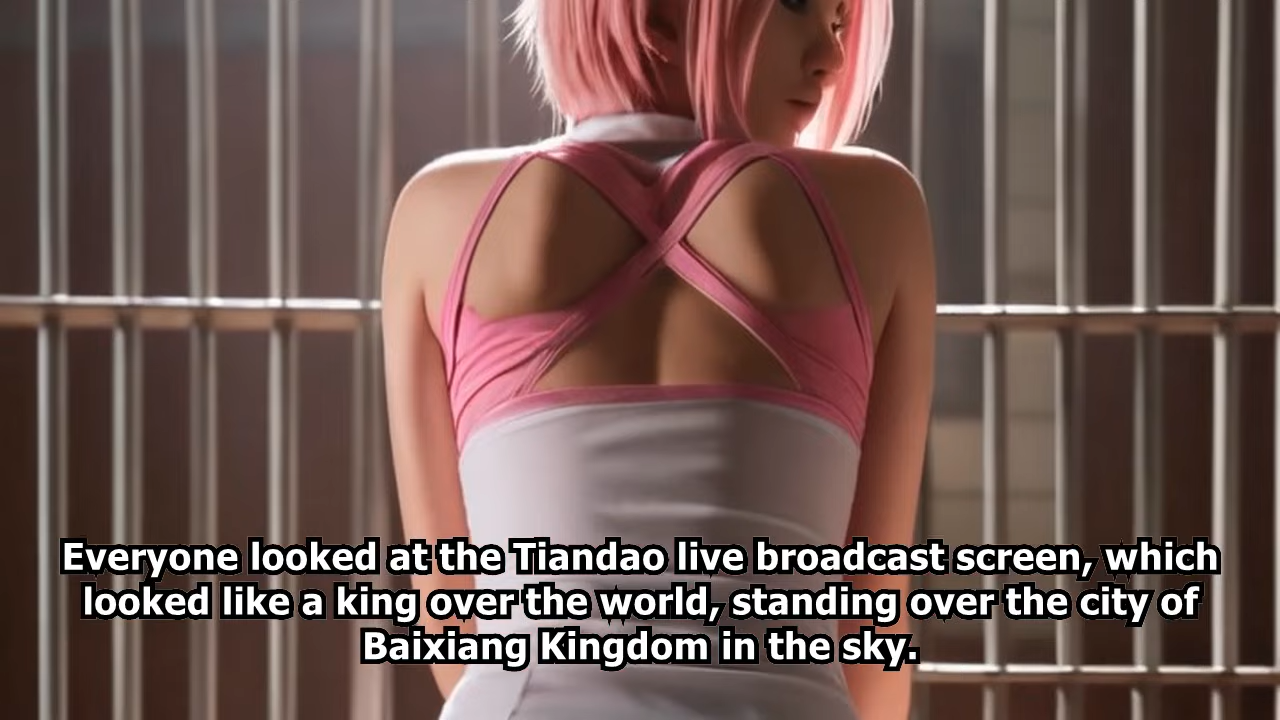 Everyone looked at the Tiandao live broadcast screen, which
looked like a king over the world, standing over the city of
Baixiang Kingdom in the sky.